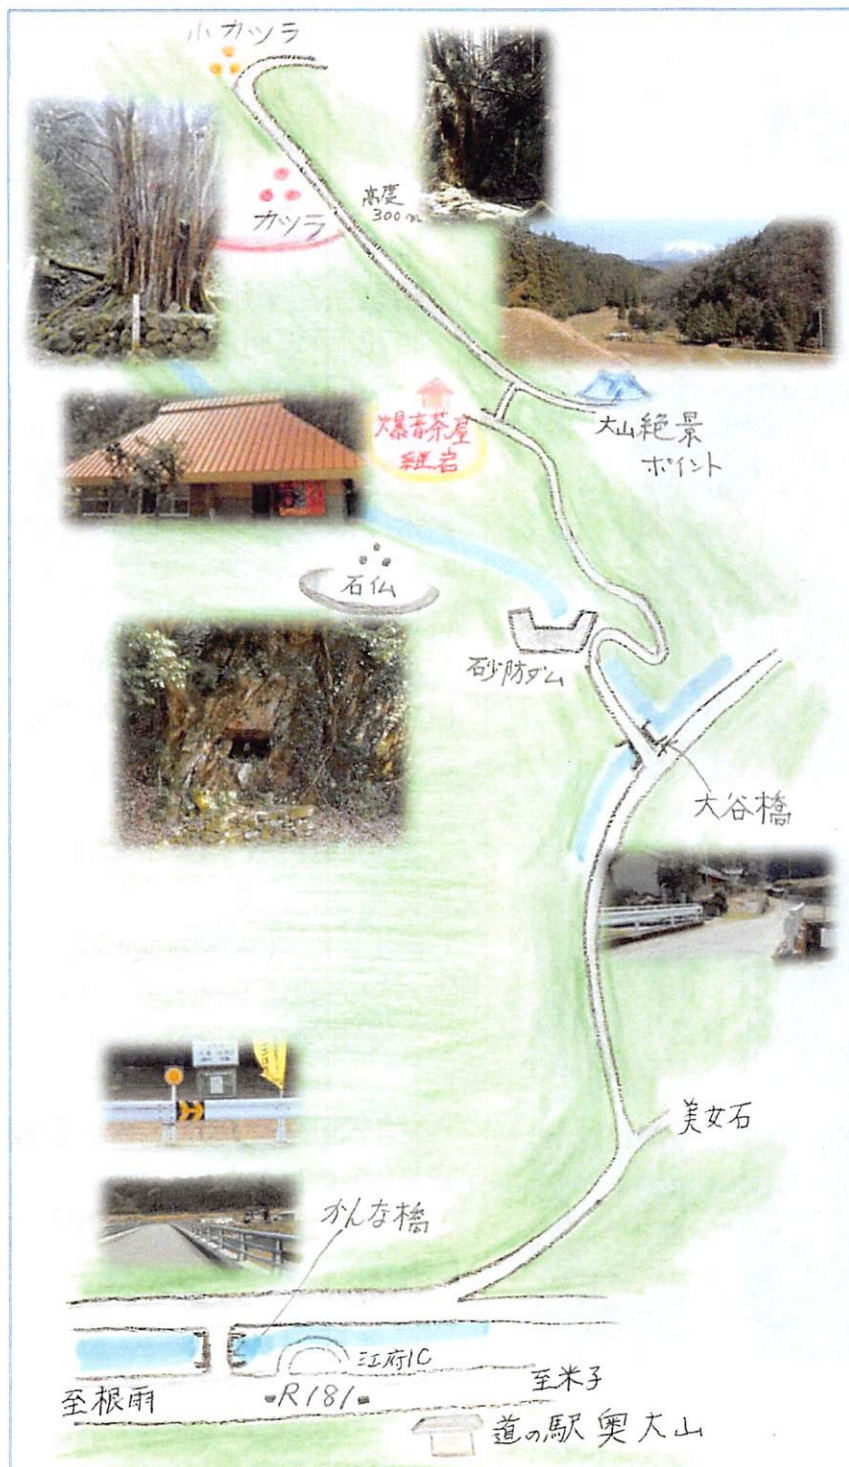 小カツラ
カツラ
高度
300m
爆音茶屋
継岩
大山絶景
ポイント
石仏
砂防ダム
大谷橋
美女石
かんな橋
江府IC
至根雨
R181
至米子
道の駅奥大山